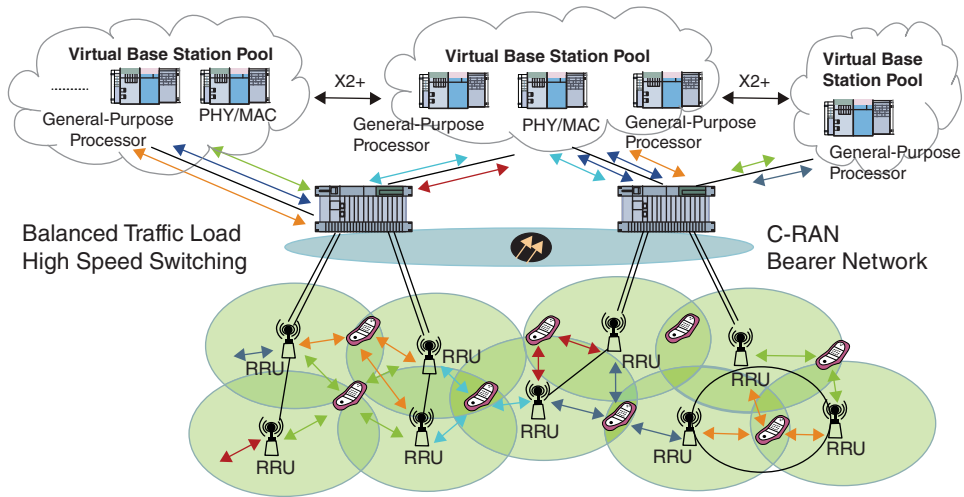 Virtual Base Station Pool
..........
General-Purpose
Processor
PHY/MAC
X2+
Virtual Base Station Pool
General-Purpose
Processor
PHY/MAC
General-Purpose
Processor
X2+
Virtual Base
Station Pool
General-Purpose
Processor
Balanced Traffic Load
High Speed Switching
C-RAN
Bearer Network
RRU
RRU
RRU
RRU
RRU
RRU
RRU
RRU
RRU